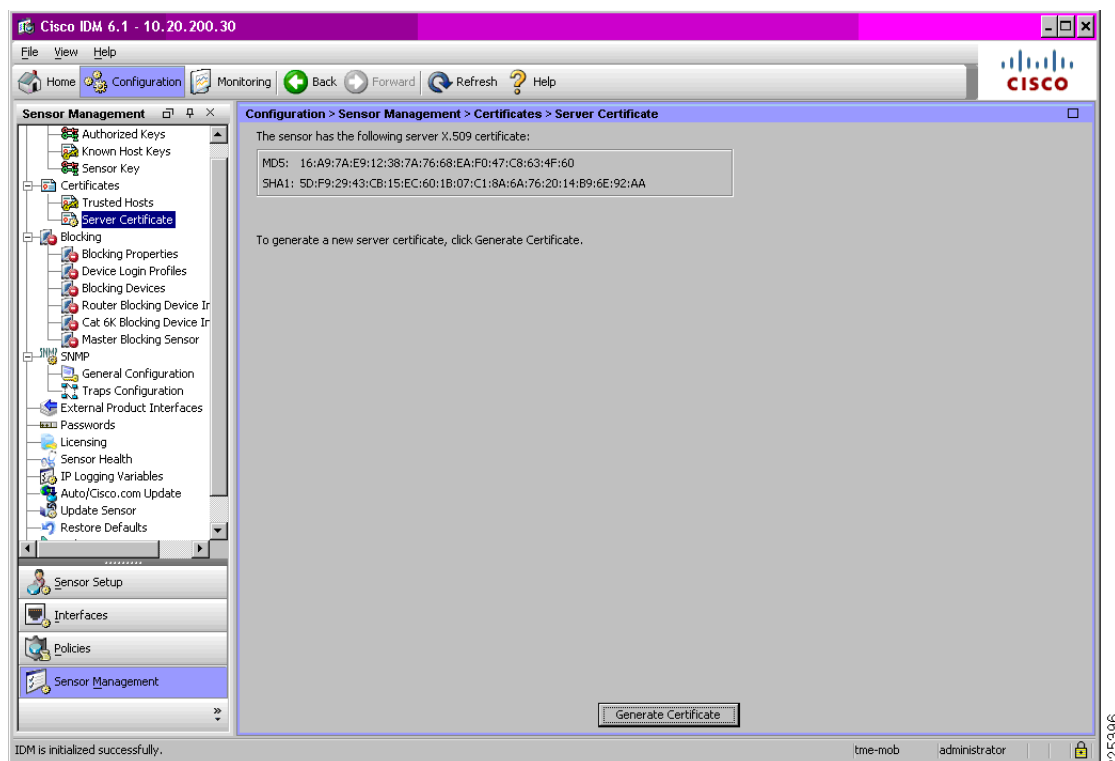 Cisco IDM 6.1 - 10.20.200.30
File View Help
Home Configuration Monitoring Back Forward Refresh Help
CISCO
Sensor Management
Authorized Keys
Known Host Keys
Sensor Key
Certificates
Trusted Hosts
Server Certificate
Blocking
Blocking Properties
Device Login Profiles
Blocking Devices
Router Blocking Device In
Cat 6K Blocking Device In
Master Blocking Sensor
SNMP
General Configuration
Traps Configuration
External Product Interfaces
Passwords
Licensing
Sensor Health
IP Logging Variables
Auto/Cisco.com Update
Update Sensor
Restore Defaults
Sensor Setup
Interfaces
Policies
Sensor Management
Configuration > Sensor Management > Certificates > Server Certificate
The sensor has the following server X.509 certificate:
MD5: 16:A9:7A:E9:12:38:7A:76:68:EA:F0:47:C8:63:4F:60
SHA1: 5D:F9:29:43:CB:15:EC:60:1B:07:C1:8A:6A:76:20:14:B9:6E:92:AA
To generate a new server certificate, click Generate Certificate.
Generate Certificate
IDM is initialized successfully.
tme-mob administrator